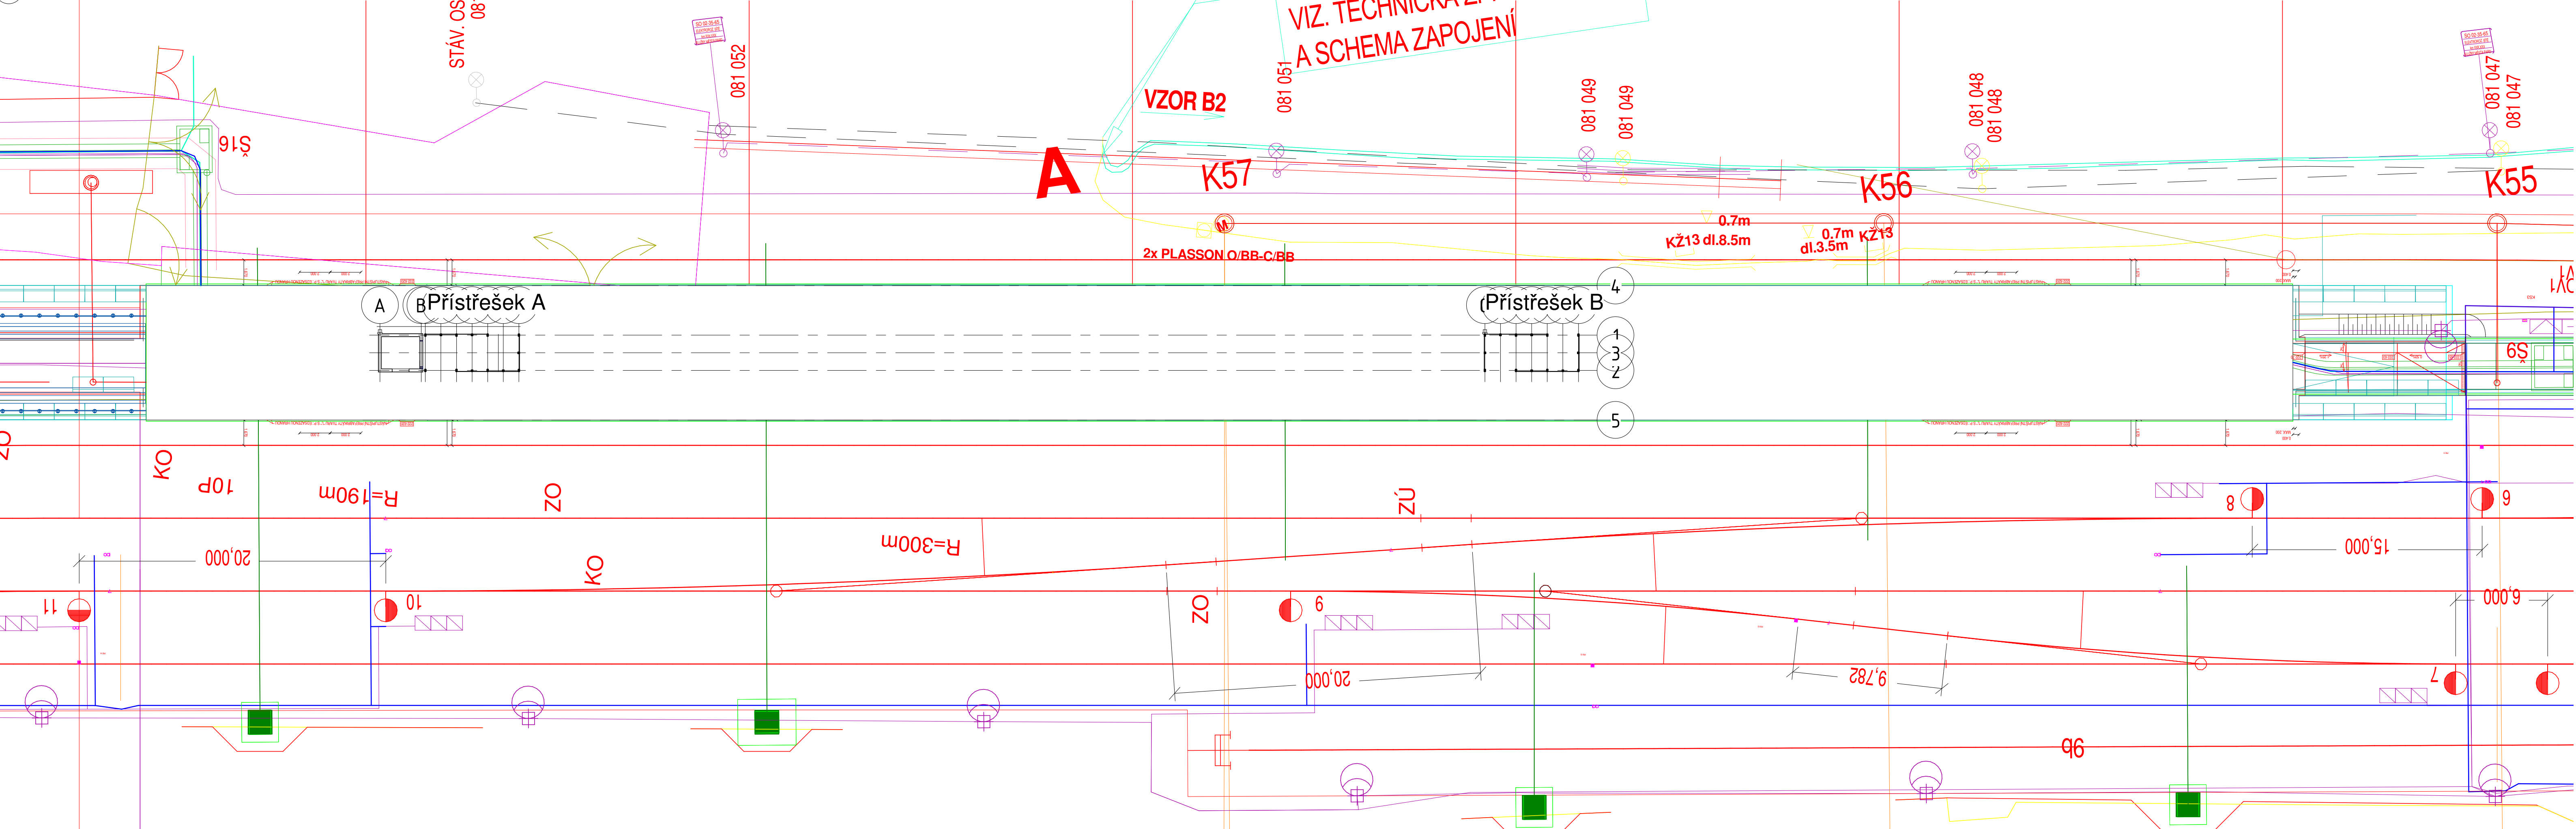 STÁV. OS
081 052
VIZ. TECHNICKÁ
A SCHEMA ZAPOJENÍ
VZOR B2
081 051
081 049
081 049
081 048
081 048
081 047
081 047
Š16
A
K57
K56
K55
0.7m
KŽ13 dl.8.5m
0.7m KŽ13
dl.3.5m
2x PLASSON O/BB-C/BB
A
B
Přístřešek A
Přístřešek B
4
1
3
2
5
Š9
ZO
KO
10P
R=190m
ZO
ZÚ
8
6
R=300m
20,000
15,000
KO
11
10
ZO
9
6,000
20,000
9,782
7
9b